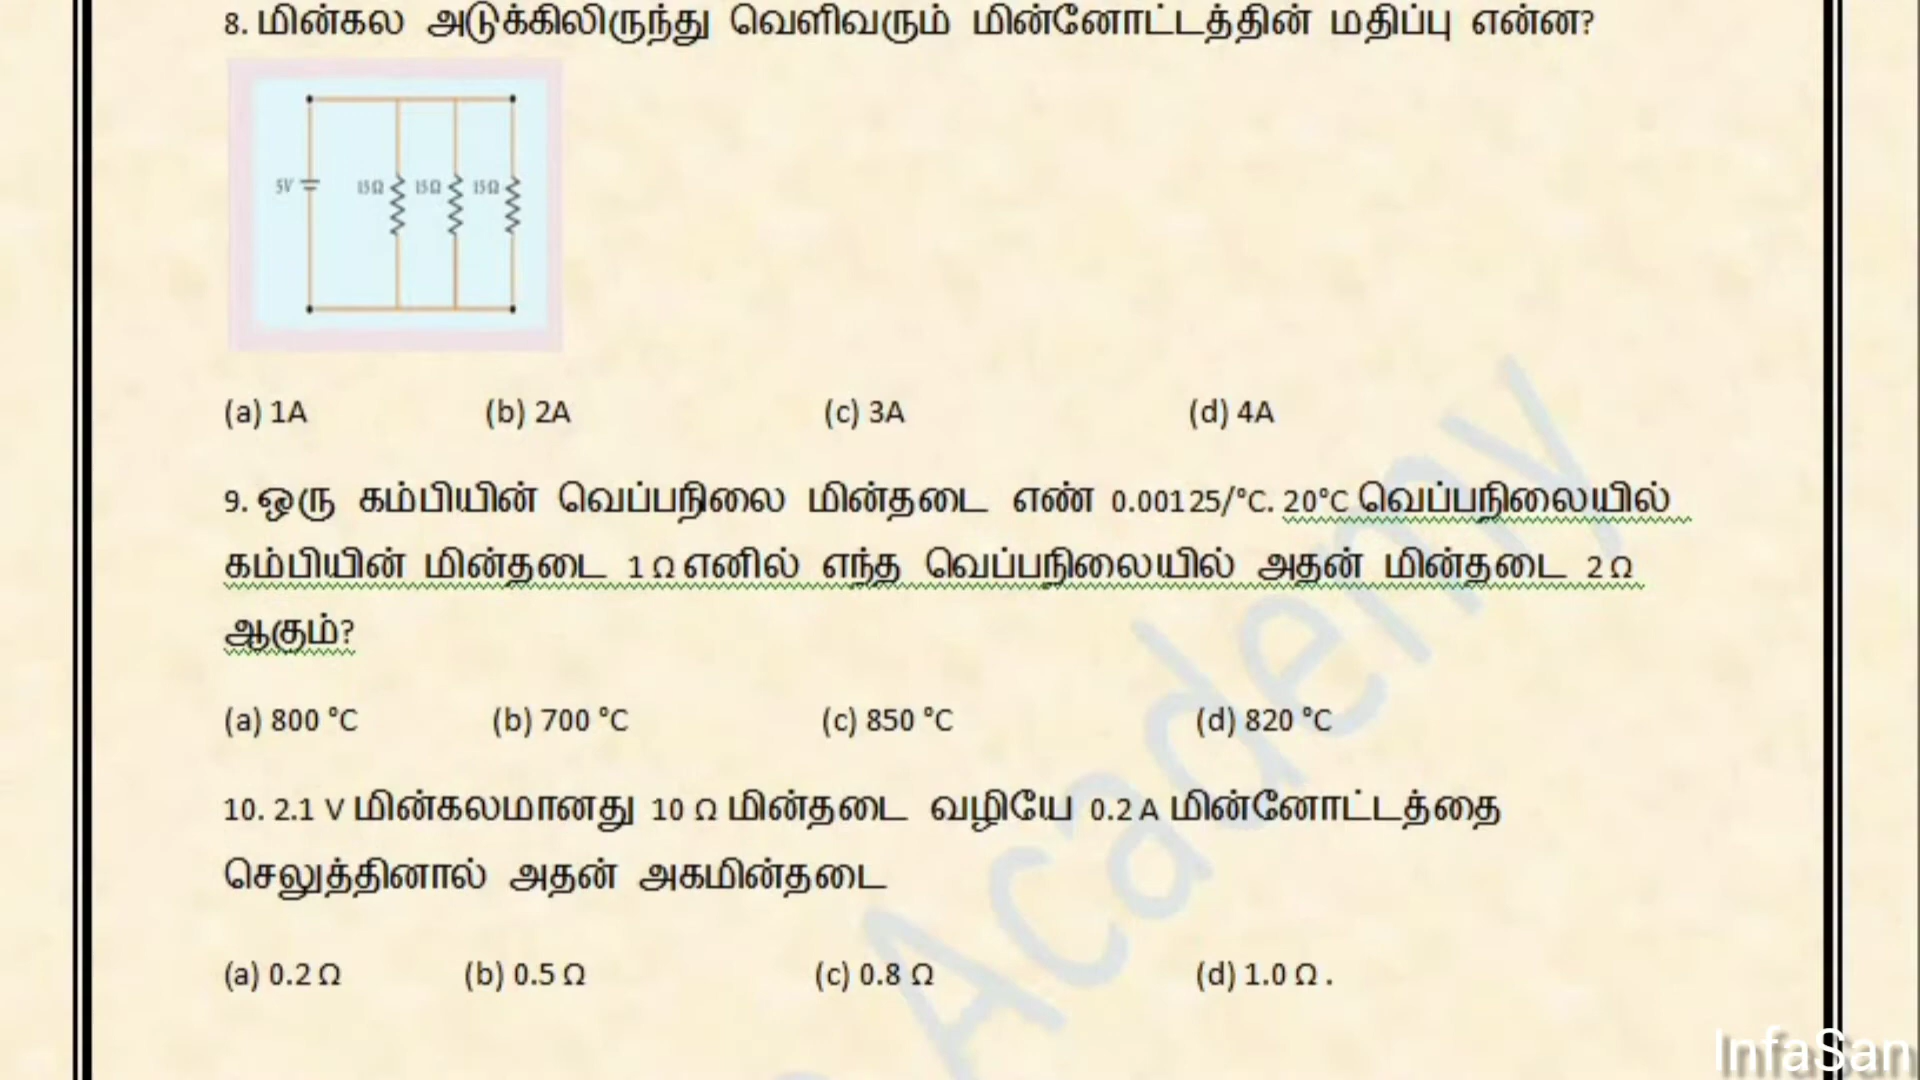 8. மின்கல அடுக்கிலிருந்து வெளிவரும் மின்னோட்டத்தின் மதிப்பு என்ன?
5V 15Ω 15Ω 15Ω
(a) 1A (b) 2A (c) 3A (d) 4A
9. ஒரு கம்பியின் வெப்பநிலை மின்தடை எண் 0.00125/°C. 20°C வெப்பநிலையில்
கம்பியின் மின்தடை 1 Ω எனில் எந்த வெப்பநிலையில் அதன் மின்தடை 2 Ω
ஆகும்?
(a) 800 °C (b) 700 °C (c) 850 °C (d) 820 °C
10. 2.1 V மின்கலமானது 10 Ω மின்தடை வழியே 0.2 A மின்னோட்டத்தை
செலுத்தினால் அதன் அகமின்தடை
(a) 0.2 Ω (b) 0.5 Ω (c) 0.8 Ω (d) 1.0 Ω .
Academy
InfaSan